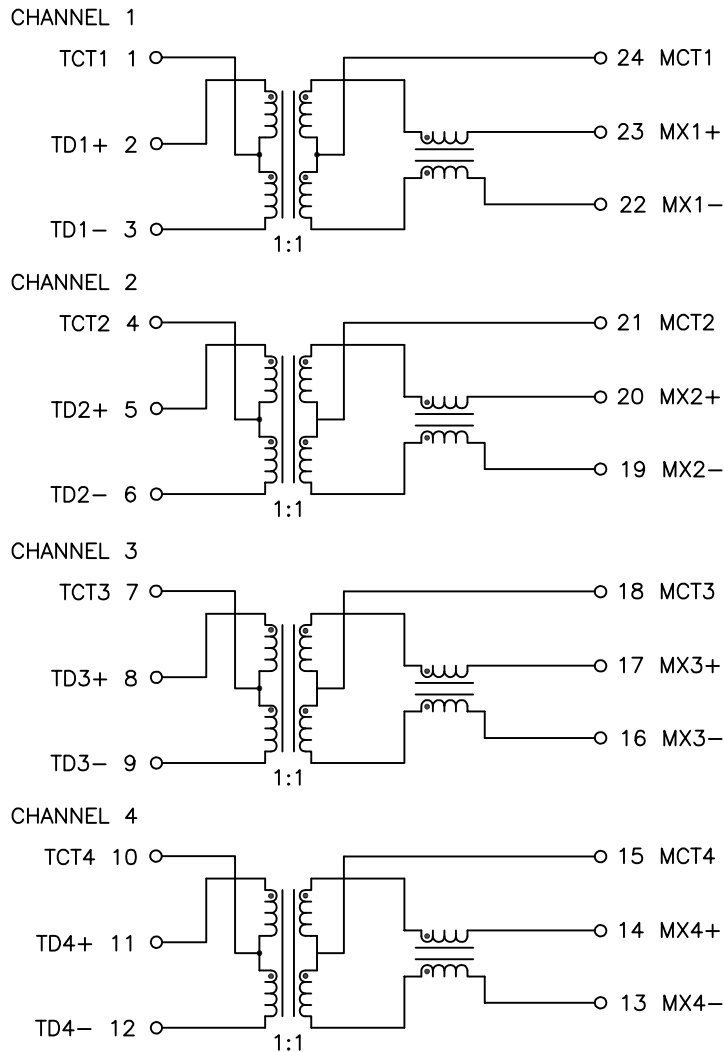 CHANNEL 1
TCT1 1 24 MCT1
TD1+ 2 23 MX1+
TD1- 3 22 MX1-
1:1
CHANNEL 2
TCT2 4 21 MCT2
TD2+ 5 20 MX2+
TD2- 6 19 MX2-
1:1
CHANNEL 3
TCT3 7 18 MCT3
TD3+ 8 17 MX3+
TD3- 9 16 MX3-
1:1
CHANNEL 4
TCT4 10 15 MCT4
TD4+ 11 14 MX4+
TD4- 12 13 MX4-
1:1